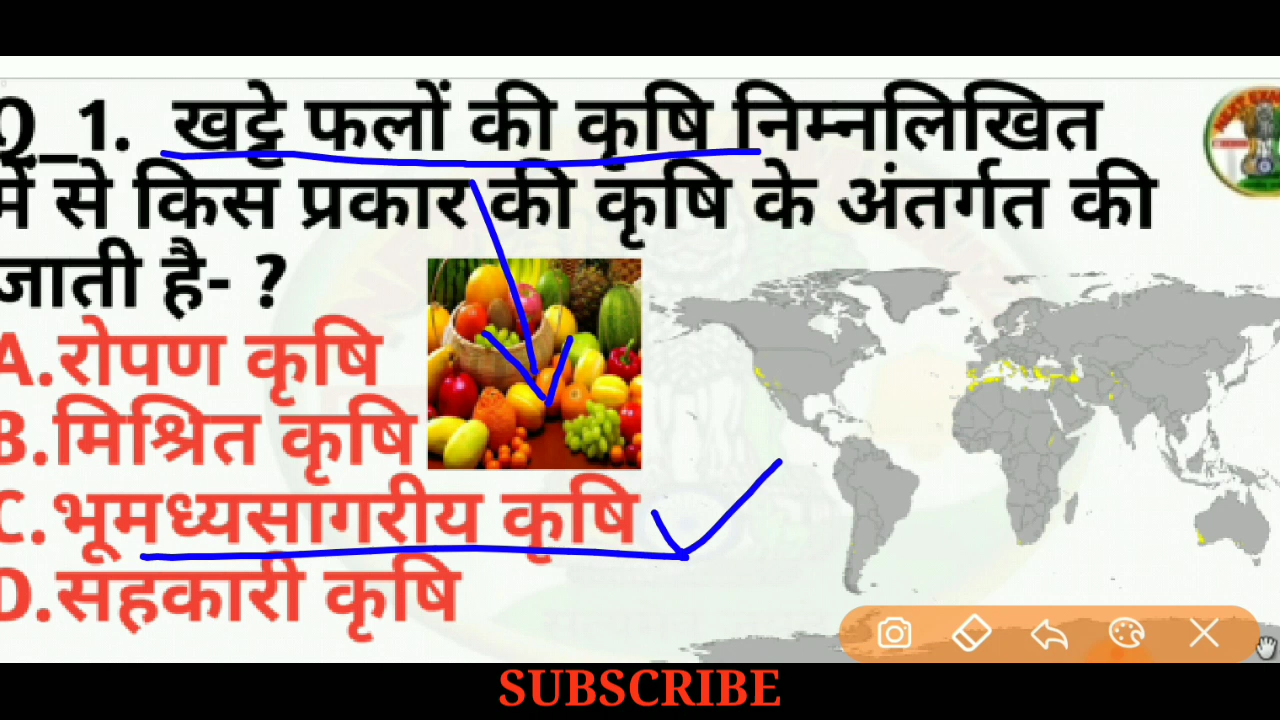 Q_1. खट्टे फलों की कृषि निम्नलिखित
में से किस प्रकार की कृषि के अंतर्गत की
जाती है- ?
A.रोपण कृषि
B.मिश्रित कृषि
C.भूमध्यसागरीय कृषि
D.सहकारी कृषि
SUBSCRIBE